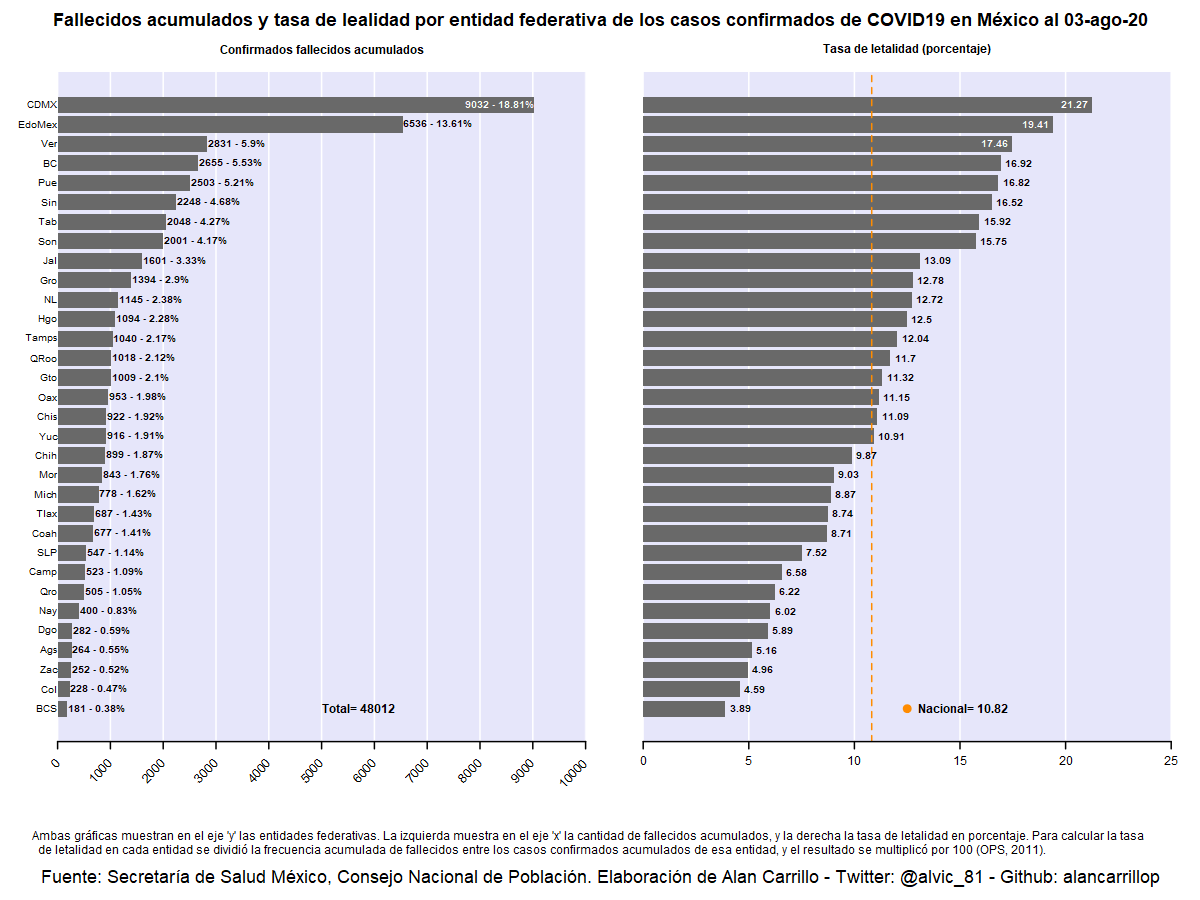 Fallecidos acumulados y tasa de lealidad por entidad federativa de los casos confirmados de COVID19 en México al 03-ago-20
Confirmados fallecidos acumulados
CDMX 9032 - 18.81%
EdoMex 6536 - 13.61%
Ver 2831 - 5.9%
BC 2655 - 5.53%
Pue 2503 - 5.21%
Sin 2248 - 4.68%
Tab 2048 - 4.27%
Son 2001 - 4.17%
Jal 1601 - 3.33%
Gro 1394 - 2.9%
NL 1145 - 2.38%
Hgo 1094 - 2.28%
Tamps 1040 - 2.17%
QRoo 1018 - 2.12%
Gto 1009 - 2.1%
Oax 953 - 1.98%
Chis 922 - 1.92%
Yuc 916 - 1.91%
Chih 899 - 1.87%
Mor 843 - 1.76%
Mich 778 - 1.62%
Tlax 687 - 1.43%
Coah 677 - 1.41%
SLP 547 - 1.14%
Camp 523 - 1.09%
Qro 505 - 1.05%
Nay 400 - 0.83%
Dgo 282 - 0.59%
Ags 264 - 0.55%
Zac 252 - 0.52%
Col 228 - 0.47%
BCS 181 - 0.38%
Total= 48012
0 1000 2000 3000 4000 5000 6000 7000 8000 9000 10000
Tasa de letalidad (porcentaje)
21.27
19.41
17.46
16.92
16.82
16.52
15.92
15.75
13.09
12.78
12.72
12.5
12.04
11.7
11.32
11.15
11.09
10.91
9.87
9.03
8.87
8.74
8.71
7.52
6.58
6.22
6.02
5.89
5.16
4.96
4.59
3.89
Nacional= 10.82
0 5 10 15 20 25
Ambas gráficas muestran en el eje 'y' las entidades federativas. La izquierda muestra en el eje 'x' la cantidad de fallecidos acumulados, y la derecha la tasa de letalidad en porcentaje. Para calcular la tasa
de letalidad en cada entidad se dividió la frecuencia acumulada de fallecidos entre los casos confirmados acumulados de esa entidad, y el resultado se multiplicó por 100 (OPS, 2011).
Fuente: Secretaría de Salud México, Consejo Nacional de Población. Elaboración de Alan Carrillo - Twitter: @alvic_81 - Github: alancarrillop